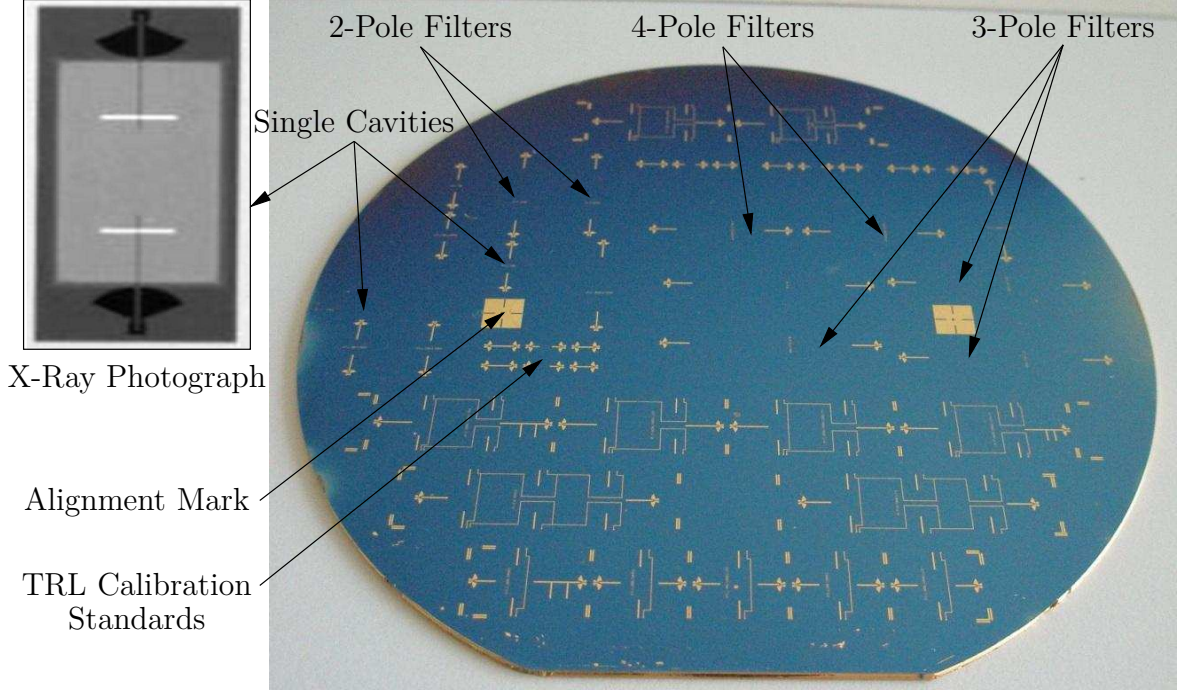 2-Pole Filters
4-Pole Filters
3-Pole Filters
Single Cavities
X-Ray Photograph
Alignment Mark
TRL Calibration
Standards